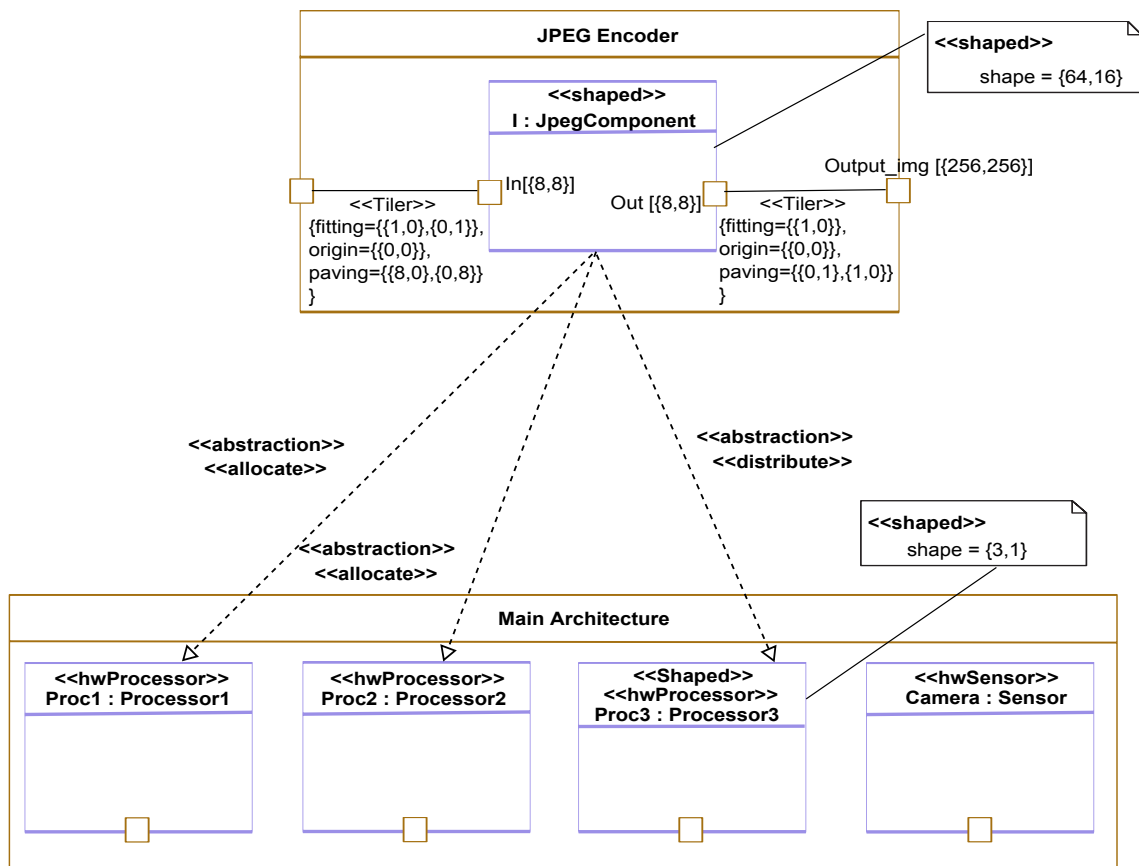 JPEG Encoder
<<shaped>>
shape = {64,16}
<<shaped>>
I : JpegComponent
In[{8,8}]
Out [{8,8}]
Output_img [{256,256}]
<<Tiler>>
{fitting={{1,0},{0,1}},
origin={{0,0}},
paving={{8,0},{0,8}}
}
<<Tiler>>
{fitting={{1,0}},
origin={{0,0}},
paving={{0,1},{1,0}}
}
<<abstraction>>
<<allocate>>
<<abstraction>>
<<distribute>>
<<abstraction>>
<<allocate>>
<<shaped>>
shape = {3,1}
Main Architecture
<<hwProcessor>>
Proc1 : Processor1
<<hwProcessor>>
Proc2 : Processor2
<<Shaped>>
<<hwProcessor>>
Proc3 : Processor3
<<hwSensor>>
Camera : Sensor